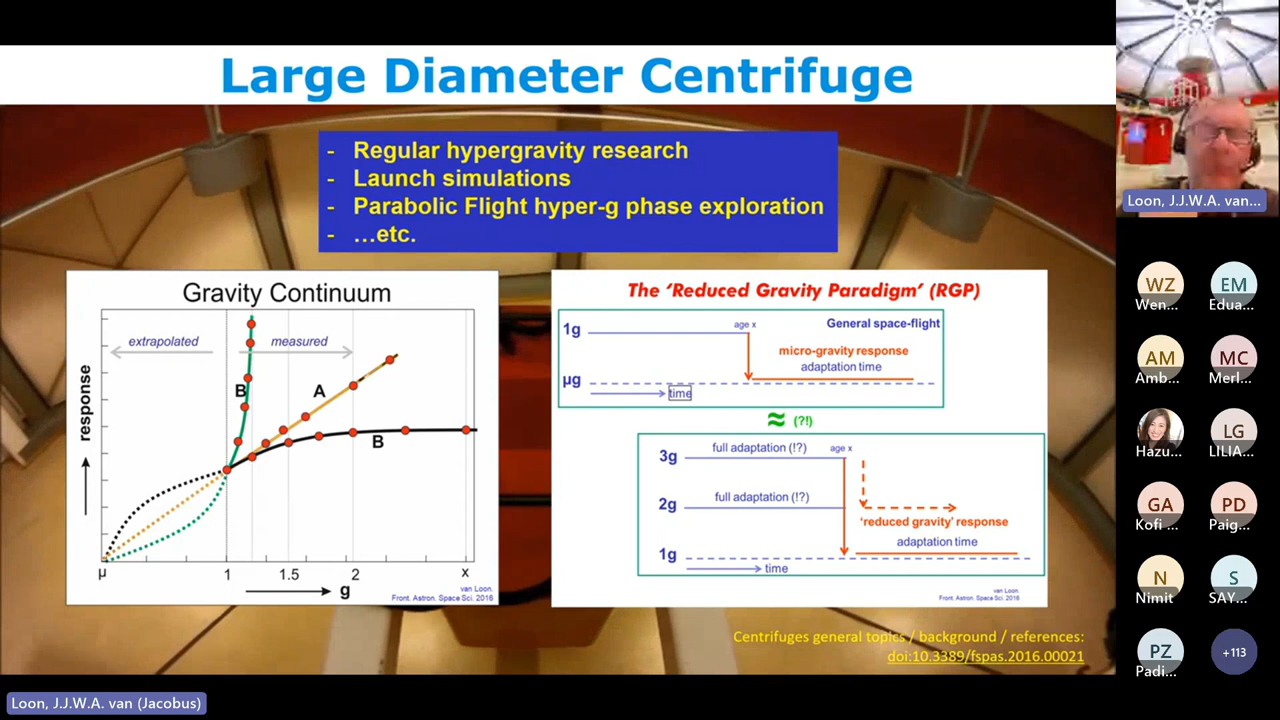 Large Diameter Centrifuge
- Regular hypergravity research
- Launch simulations
- Parabolic Flight hyper-g phase exploration
- …etc.
Gravity Continuum
extrapolated
measured
response
B
A
B
µ
1
1.5
2
x
g
van Loon.
Front. Astron. Space Sci. 2016
The ‘Reduced Gravity Paradigm’ (RGP)
1g
age x
General space-flight
micro-gravity response
adaptation time
µg
time
≈ (?!)
3g
full adaptation (!?)
age x
2g
full adaptation (!?)
‘reduced gravity’ response
adaptation time
1g
time
van Loon.
Front. Astron. Space Sci. 2016
Centrifuges general topics / background / references:
doi:10.3389/fspas.2016.00021
Loon, J.J.W.A. van (Jacobus)
Loon, J.J.W.A. van...
WZ
Wen...
EM
Edua...
AM
Amb...
MC
Merl...
Hazu...
LG
LILIA...
GA
Kofi ...
PD
Paig...
N
Nimit
S
SAY...
PZ
Padi...
+113